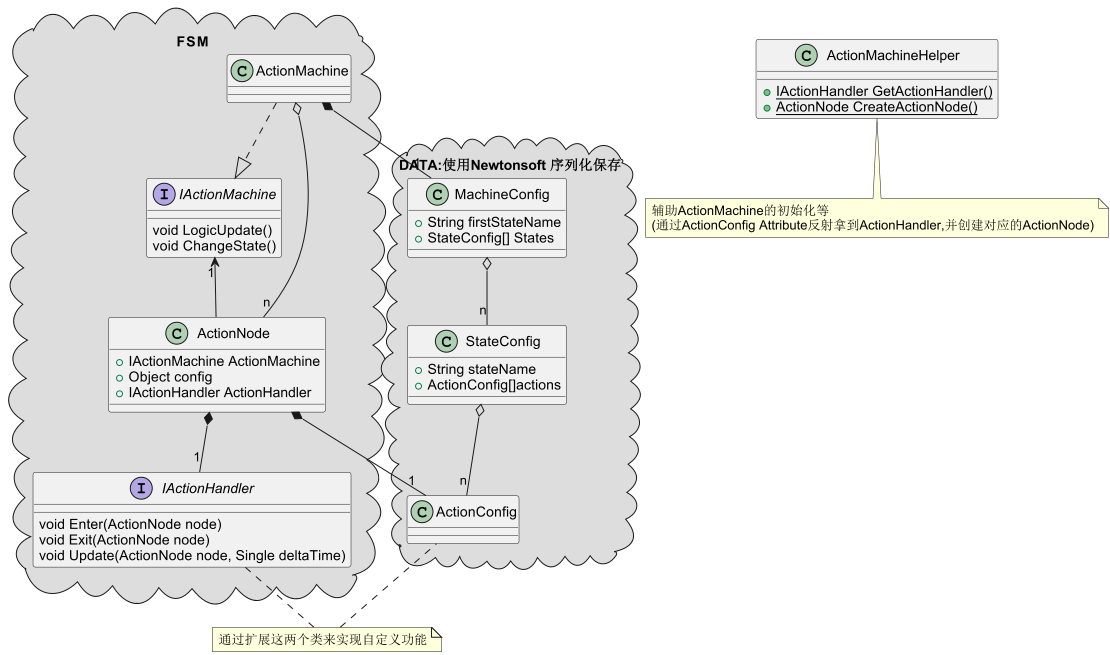 FSM
C ActionMachine
I IActionMachine
void LogicUpdate()
void ChangeState()
1
n
C ActionNode
IActionMachine ActionMachine
Object config
IActionHandler ActionHandler
1
I IActionHandler
void Enter(ActionNode node)
void Exit(ActionNode node)
void Update(ActionNode node, Single deltaTime)
DATA:使用Newtonsoft 序列化保存
C MachineConfig
String firstStateName
StateConfig[] States
n
C StateConfig
String stateName
ActionConfig[]actions
1
n
C ActionConfig
通过扩展这两个类来实现自定义功能
C ActionMachineHelper
IActionHandler GetActionHandler()
ActionNode CreateActionNode()
辅助ActionMachine的初始化等
(通过ActionConfig Attribute反射拿到ActionHandler,并创建对应的ActionNode)